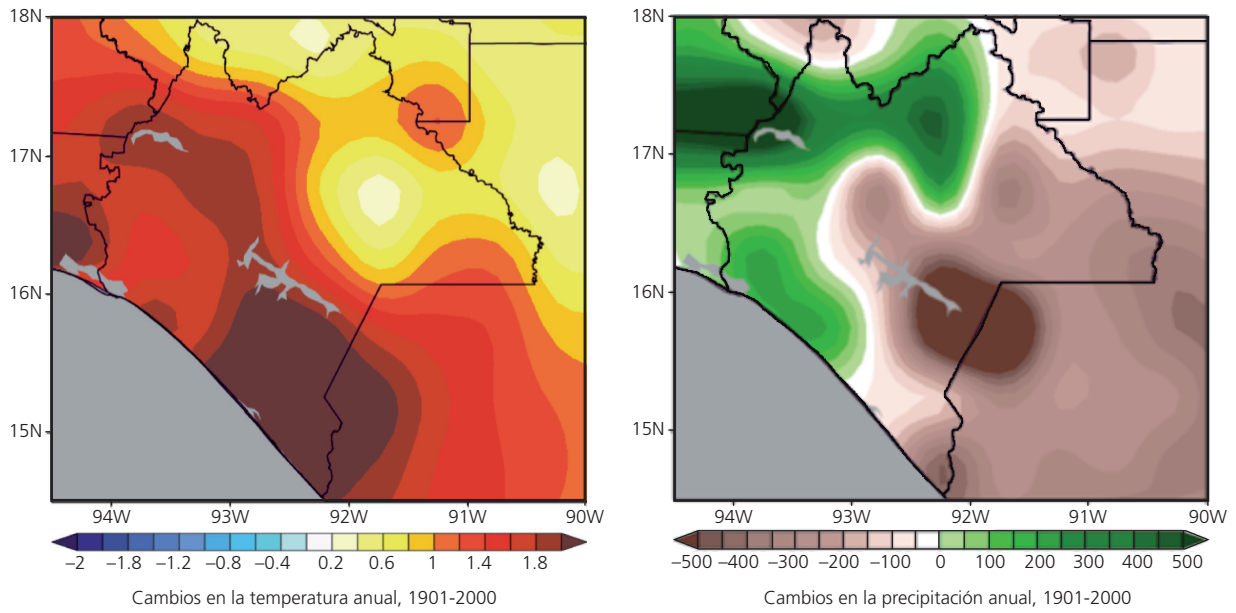 18N
17N
16N
15N
94W 93W 92W 91W 90W
−2 −1.8 −1.2 −0.8 −0.4 0.2 0.6 1 1.4 1.8
Cambios en la temperatura anual, 1901-2000
18N
17N
16N
15N
94W 93W 92W 91W 90W
−500 −400 −300 −200 −100 0 100 200 300 400 500
Cambios en la precipitación anual, 1901-2000